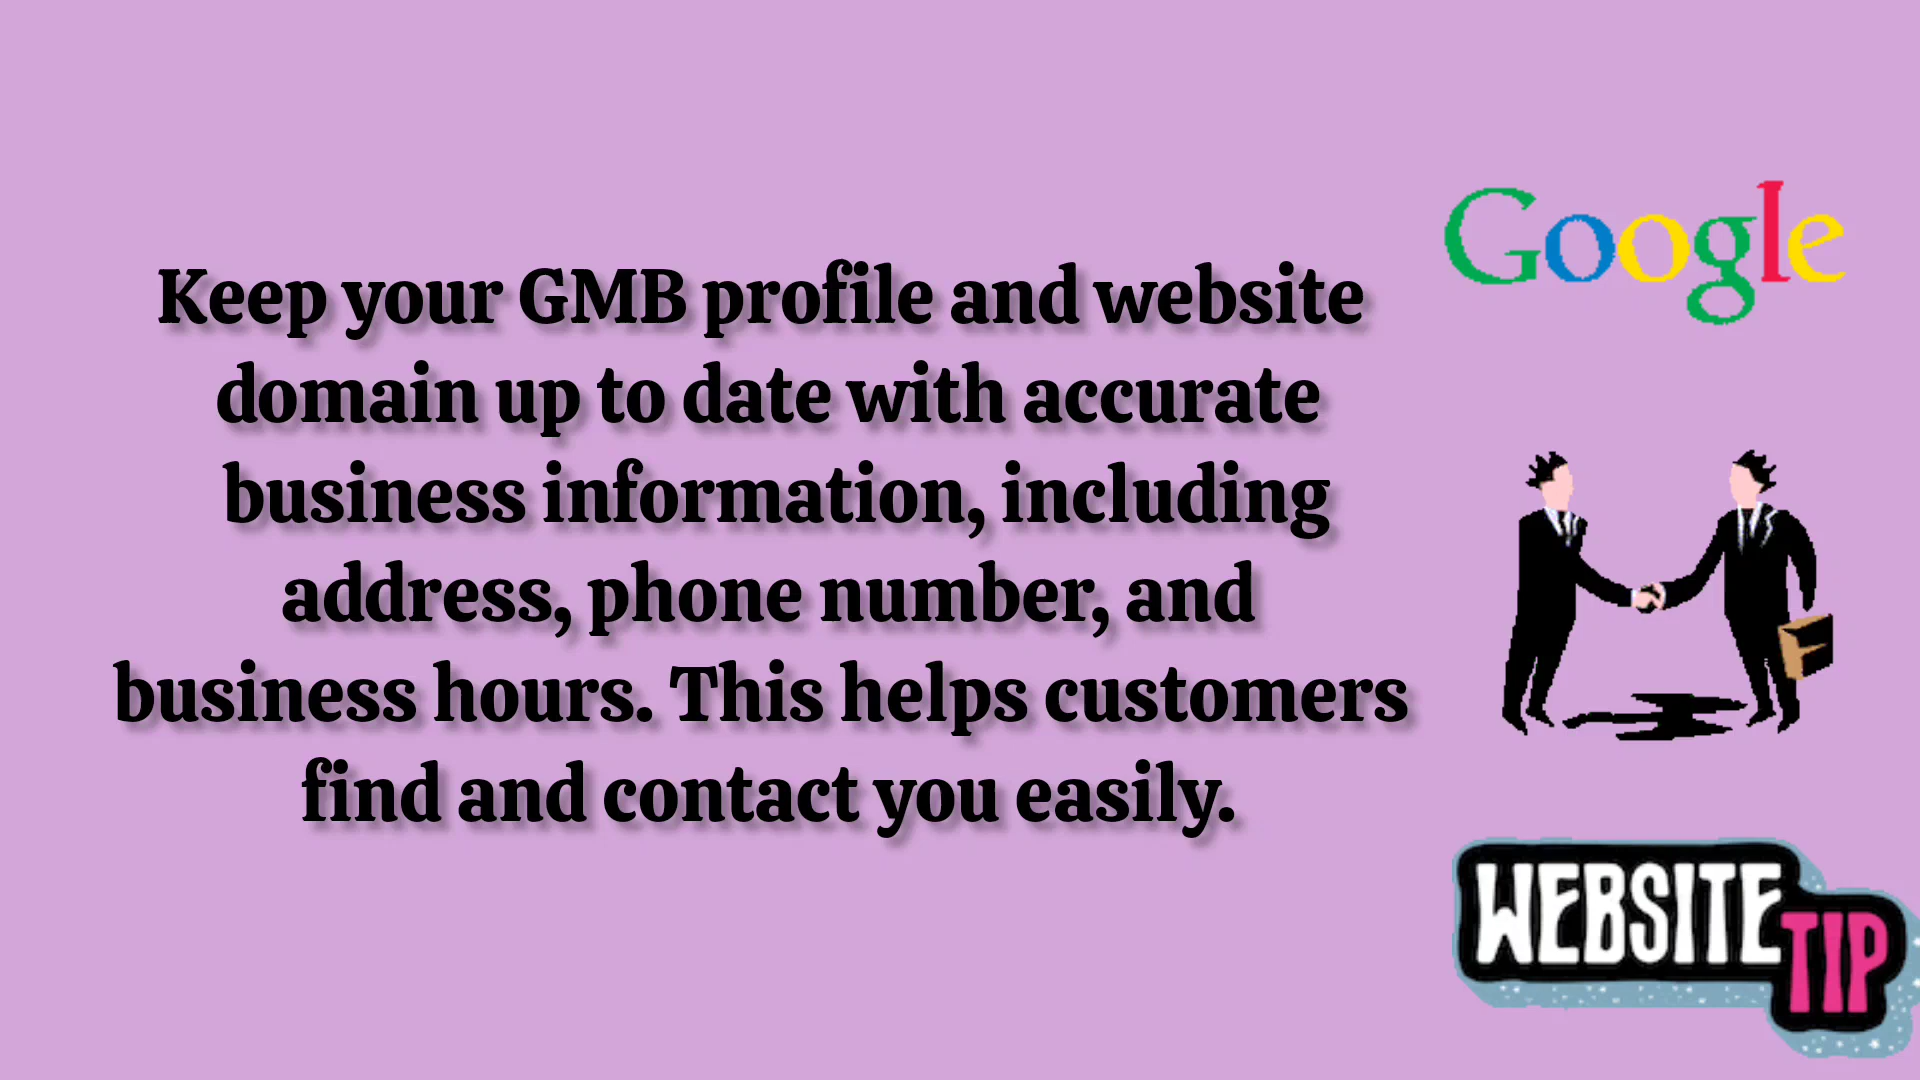 Keep your GMB profile and website
domain up to date with accurate
business information, including
address, phone number, and
business hours. This helps customers
find and contact you easily.
Google
WEBSITE
TIP